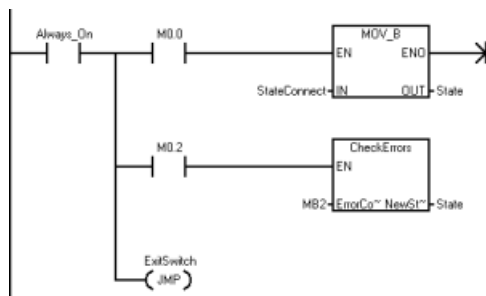 Always_On
M0.0
MOV_B
EN ENO
StateConnect IN OUT State
M0.2
CheckErrors
EN
MB2 ErrorCo~ NewSt~ State
ExitSwitch
JMP